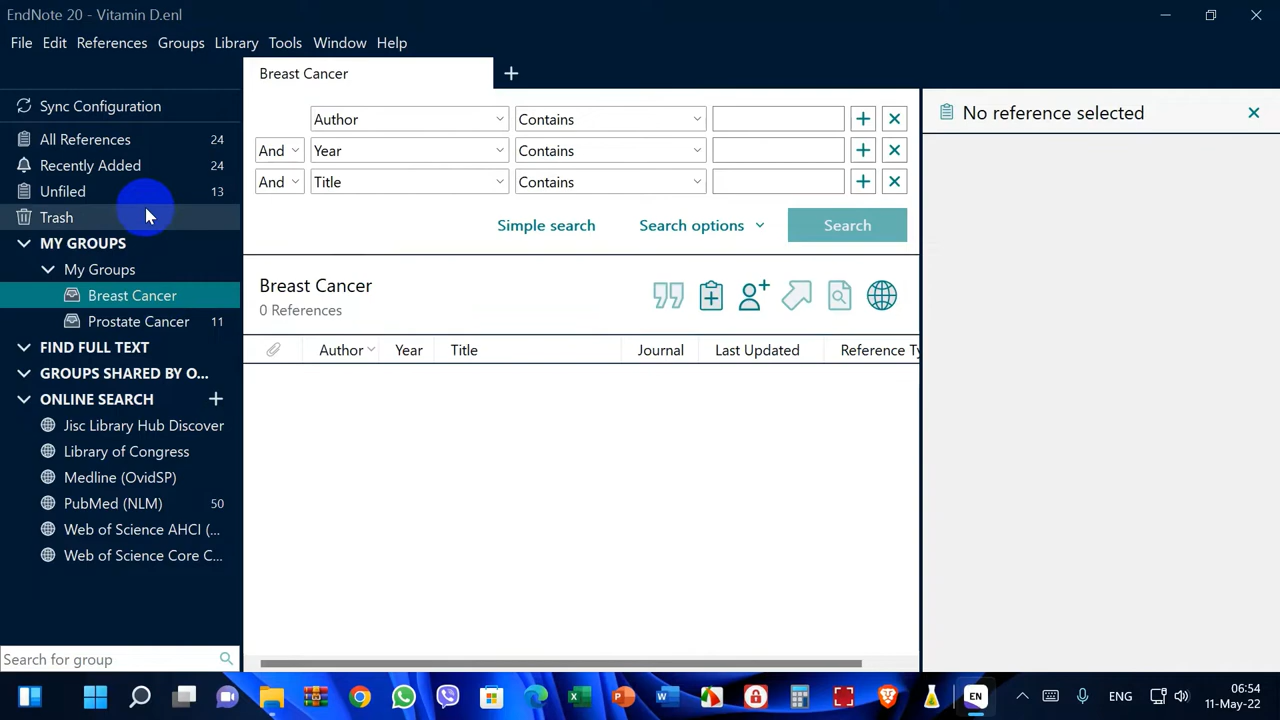 EndNote 20 - Vitamin D.enl
File Edit References Groups Library Tools Window Help
Sync Configuration
All References 24
Recently Added 24
Unfiled 13
Trash
MY GROUPS
My Groups
Breast Cancer
Prostate Cancer 11
FIND FULL TEXT
GROUPS SHARED BY O...
ONLINE SEARCH
Jisc Library Hub Discover
Library of Congress
Medline (OvidSP)
PubMed (NLM) 50
Web of Science AHCI (...
Web of Science Core C...
Search for group
Breast Cancer
Author Contains
And Year Contains
And Title Contains
Simple search Search options Search
Breast Cancer
0 References
Author Year Title Journal Last Updated Reference Ty
No reference selected
EN
ENG
06:54
11-May-22